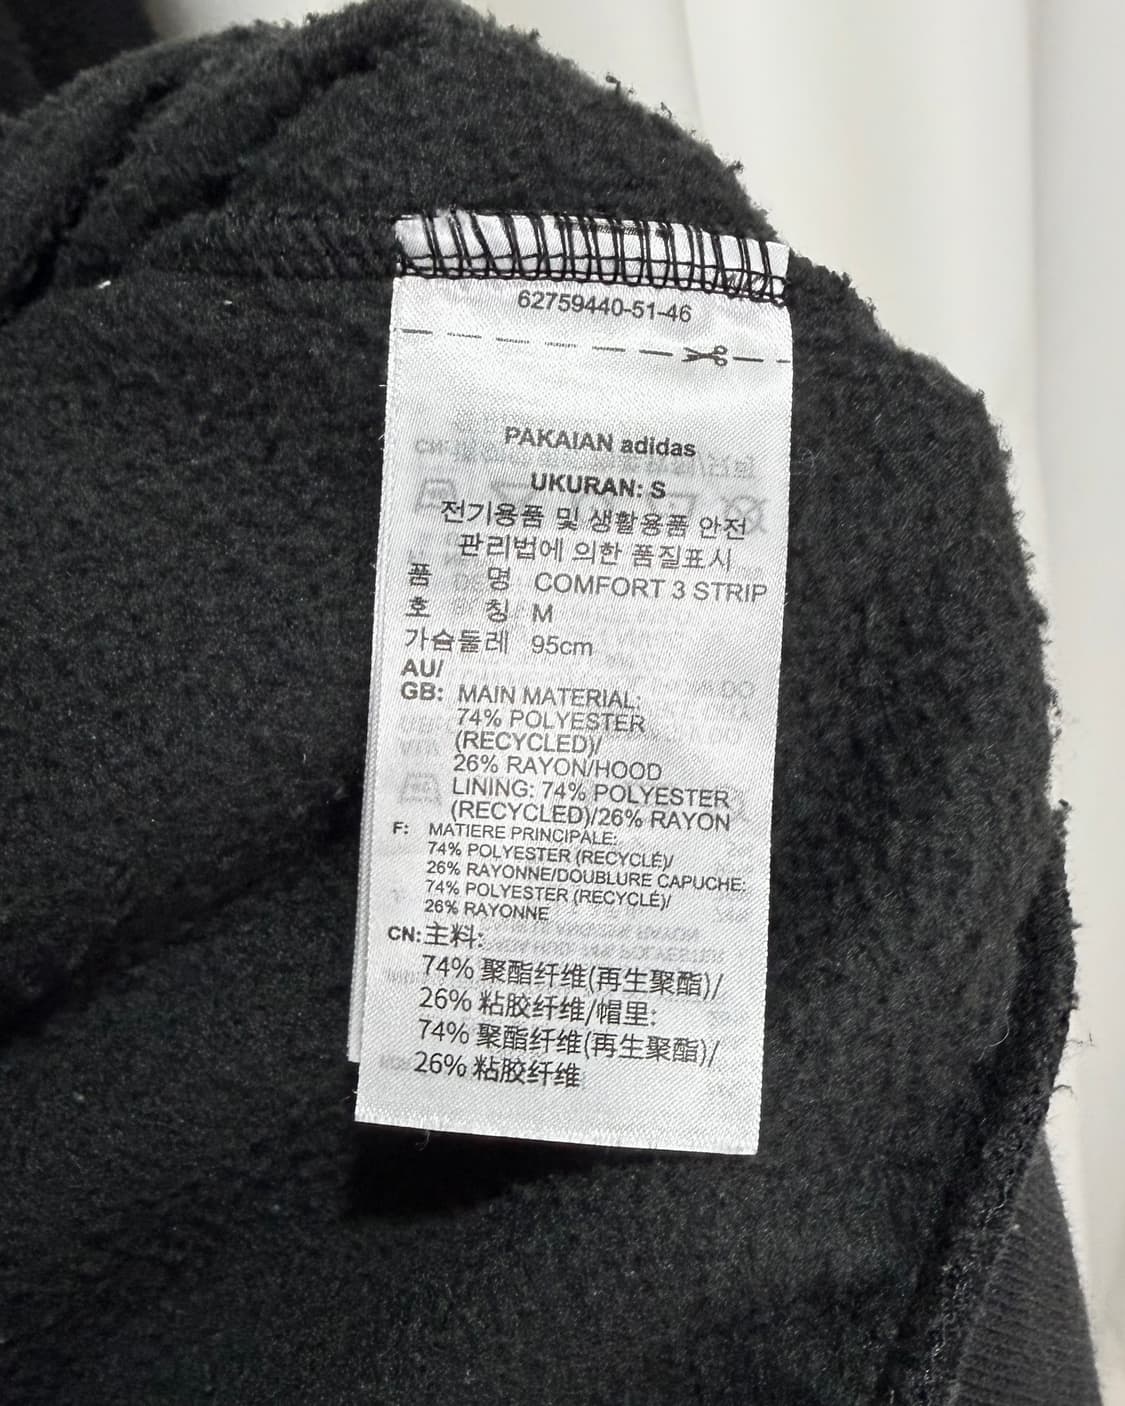 62759440-51-46
PAKAIAN adidas
UKURAN: S
전기용품 및 생활용품 안전
관리법에 의한 품질표시
품 명 COMFORT 3 STRIP
호 칭 M
가슴둘레 95cm
AU/
GB: MAIN MATERIAL:
74% POLYESTER
(RECYCLED)/
26% RAYON/HOOD
LINING: 74% POLYESTER
(RECYCLED)/26% RAYON
F: MATIERE PRINCIPALE:
74% POLYESTER (RECYCLÉ)/
26% RAYONNE/DOUBLURE CAPUCHE:
74% POLYESTER (RECYCLÉ)/
26% RAYONNE
CN: 主料:
74% 聚酯纤维(再生聚酯)/
26% 粘胶纤维/帽里:
74% 聚酯纤维(再生聚酯)/
26% 粘胶纤维